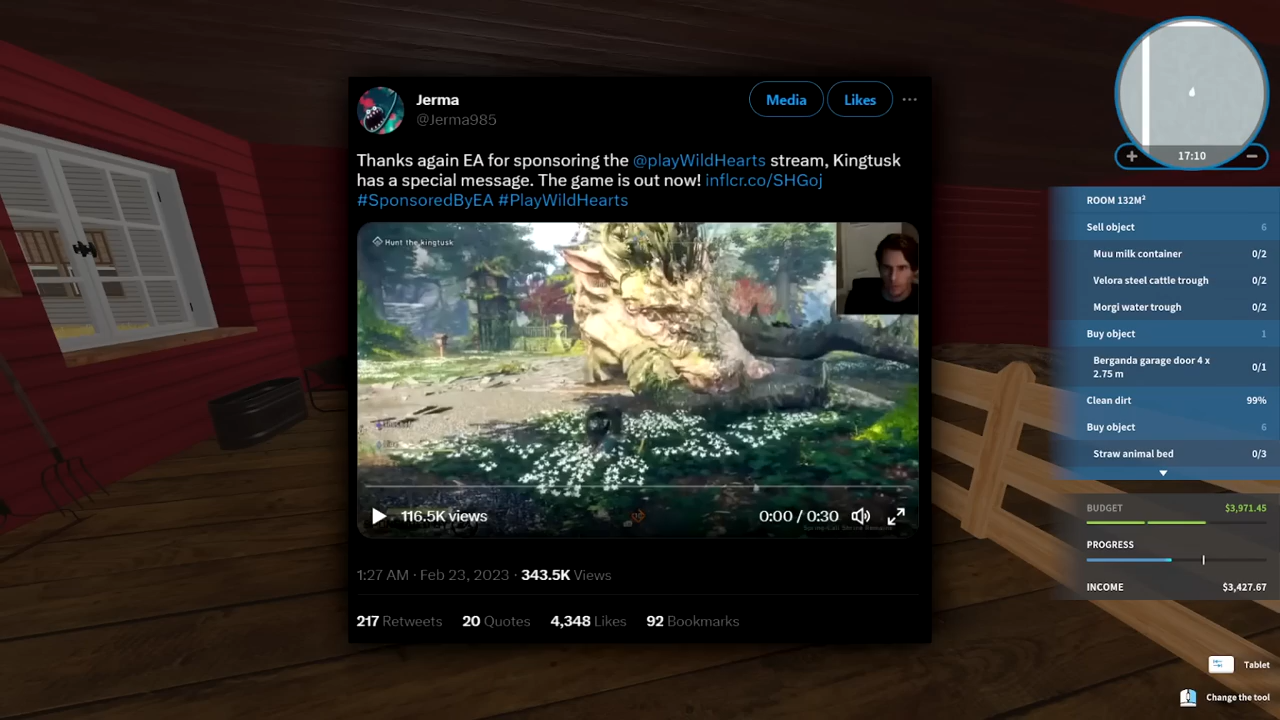 Jerma
@Jerma985
Media
Likes
Thanks again EA for sponsoring the @playWildHearts stream, Kingtusk
has a special message. The game is out now! inflcr.co/SHGoj
#SponsoredByEA #PlayWildHearts
Hunt the kingtusk
116.5K views
0:00 / 0:30
1:27 AM · Feb 23, 2023 · 343.5K Views
217 Retweets 20 Quotes 4,348 Likes 92 Bookmarks
17:10
ROOM 132M²
Sell object 6
Muu milk container 0/2
Velora steel cattle trough 0/2
Morgi water trough 0/2
Buy object 1
Berganda garage door 4 x
2.75 m 0/1
Clean dirt 99%
Buy object 6
Straw animal bed 0/3
BUDGET $3,971.45
PROGRESS
INCOME $3,427.67
Tablet
Change the tool